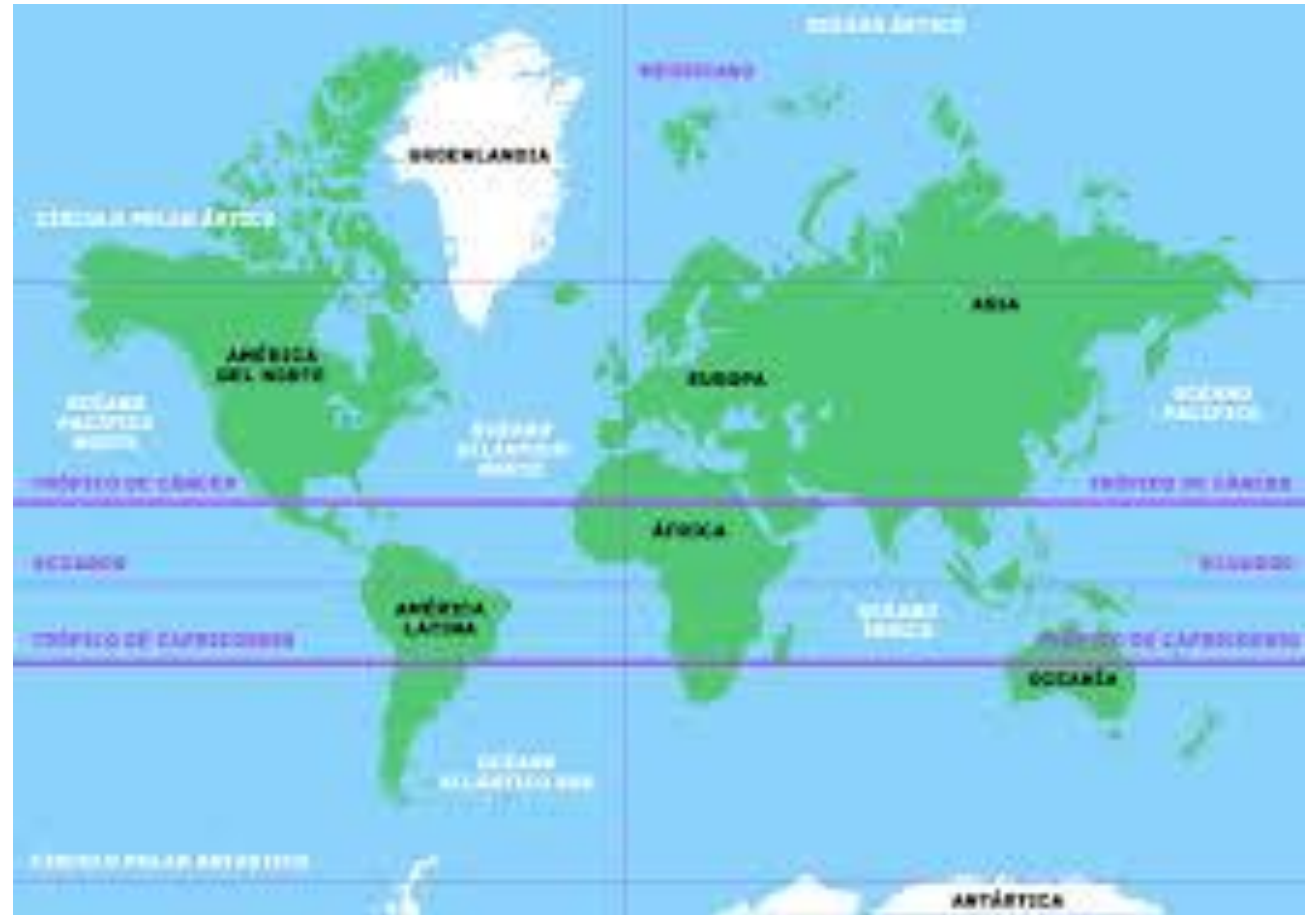 OCÉANO ÁRTICO
MERIDIANO
GROENLANDIA
CÍRCULO POLAR ÁRTICO
ASIA
AMÉRICA
DEL NORTE
EUROPA
OCÉANO
PACÍFICO
NORTE
OCÉANO
PACÍFICO
OCÉANO
ATLÁNTICO
NORTE
TRÓPICO DE CÁNCER
TRÓPICO DE CÁNCER
ÁFRICA
ECUADOR
ECUADOR
AMÉRICA
LATINA
OCÉANO
ÍNDICO
TRÓPICO DE CAPRICORNIO
TRÓPICO DE CAPRICORNIO
OCEANÍA
OCÉANO
ATLÁNTICO SUR
CÍRCULO POLAR ANTÁRTICO
ANTÁRTICA